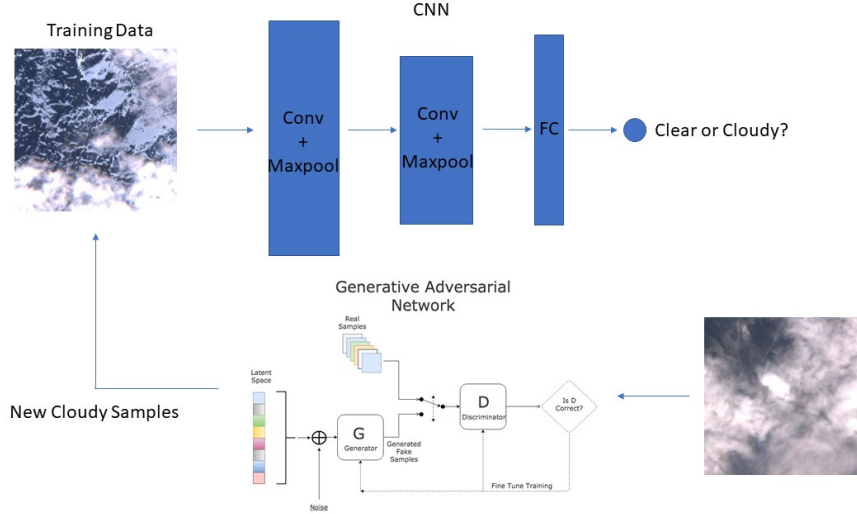 CNN
Training Data
Conv
+
Maxpool
Conv
+
Maxpool
FC
Clear or Cloudy?
Generative Adversarial
Network
Real
Samples
Latent
Space
D
Discriminator
Is D
Correct?
G
Generator
Generated
Fake
Samples
New Cloudy Samples
Fine Tune Training
Noise